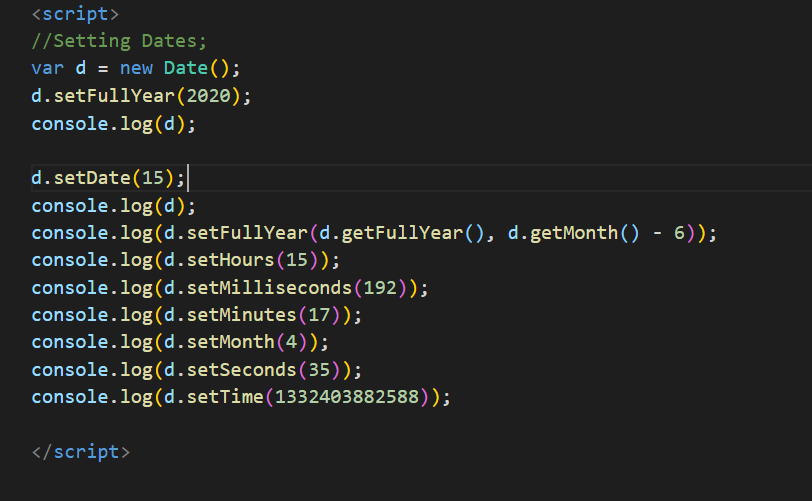 <script>
//Setting Dates;
var d = new Date();
d.setFullYear(2020);
console.log(d);
d.setDate(15);
console.log(d);
console.log(d.setFullYear(d.getFullYear(), d.getMonth() - 6));
console.log(d.setHours(15));
console.log(d.setMilliseconds(192));
console.log(d.setMinutes(17));
console.log(d.setMonth(4));
console.log(d.setSeconds(35));
console.log(d.setTime(1332403882588));
</script>